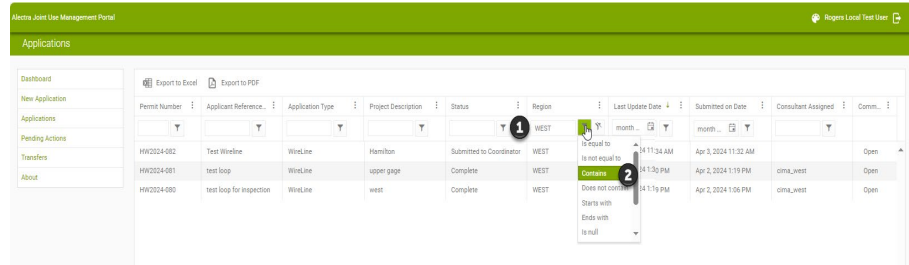 Alectra Joint Use Management Portal
Rogers Local Test User
Applications
Dashboard
New Application
Applications
Pending Actions
Transfers
About
Export to Excel Export to PDF
Permit Number Applicant Reference... Application Type Project Description Status Region Last Update Date Submitted on Date Consultant Assigned Comm...
1 WEST month ... month ...
HW2024-082 Test Wireline WireLine Hamilton Submitted to Coordinator WEST 24 11:34 AM Apr 3, 2024 11:32 AM Open
HW2024-081 test loop WireLine upper gage Complete WEST 24 1:30 PM Apr 2, 2024 1:19 PM cima_west Open
HW2024-080 test loop for inspection WireLine west Complete WEST 24 1:19 PM Apr 2, 2024 1:06 PM cima_west Open
Is equal to
Is not equal to
Contains 2
Does not contain
Starts with
Ends with
Is null